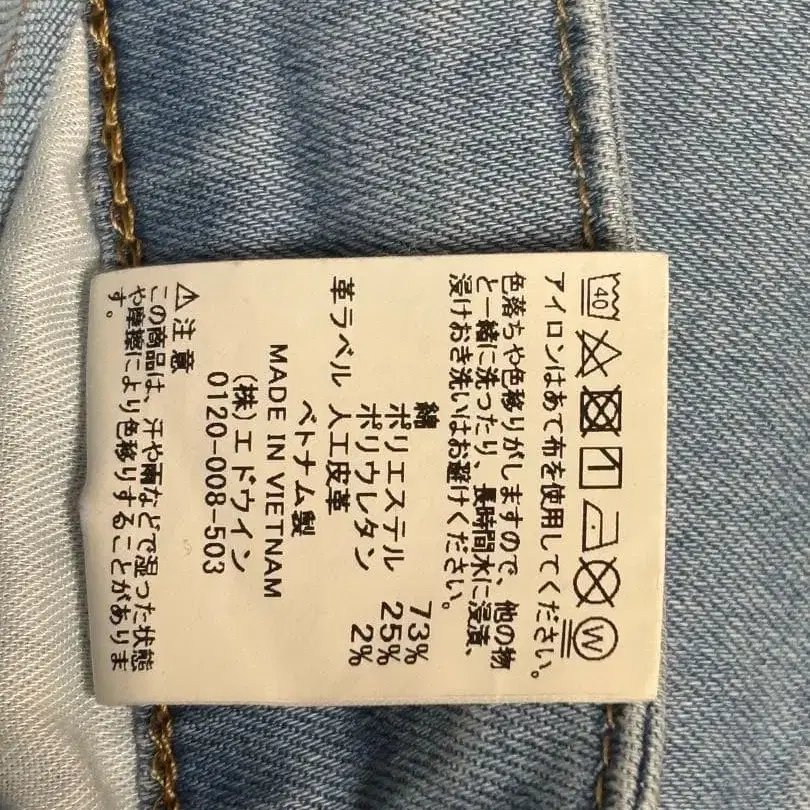 40
W
アイロンはあて布を使用してください。
色落ちや色移りがしますので、他の物
と一緒に洗ったり、長時間水に浸漬、
浸けおき洗いはお避けください。
綿 73%
ポリエステル 25%
ポリウレタン 2%
革ラベル 人工皮革
ベトナム製
MADE IN VIETNAM
(株)エドウイン
0120-008-503
⚠注意
この商品は、汗や雨などで湿った状態
や摩擦により色移りすることがありま
す。